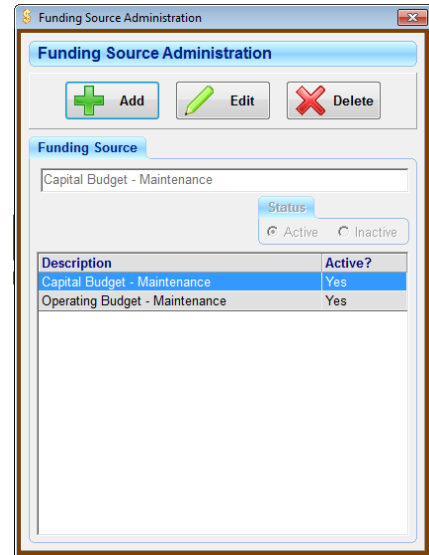 Funding Source Administration
Funding Source Administration
Add Edit Delete
Funding Source
Capital Budget - Maintenance
Status
Active Inactive
Description Active?
Capital Budget - Maintenance Yes
Operating Budget - Maintenance Yes